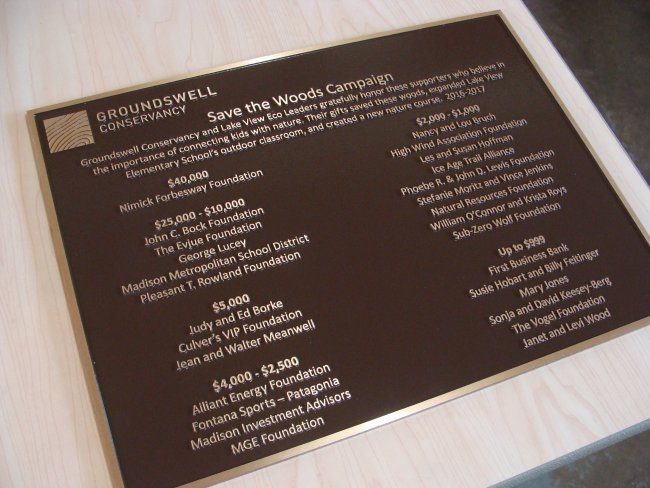 GROUNDSWELL
CONSERVANCY
Save the Woods Campaign
Groundswell Conservancy and Lake View Eco Leaders gratefully honor these supporters who believe in
the importance of connecting kids with nature. Their gifts saved these woods, expanded Lake View
Elementary School's outdoor classroom, and created a new nature course. 2016-2017
$40,000
Nimick Forbesway Foundation
$25,000 - $10,000
John C. Bock Foundation
The Evjue Foundation
George Lucey
Madison Metropolitan School District
Pleasant T. Rowland Foundation
$5,000
Judy and Ed Borke
Culver's VIP Foundation
Jean and Walter Meanwell
$4,000 - $2,500
Alliant Energy Foundation
Fontana Sports – Patagonia
Madison Investment Advisors
MGE Foundation
$2,000 - $1,000
Nancy and Lou Bruch
High Wind Association Foundation
Les and Susan Hoffman
Ice Age Trail Alliance
Phoebe R. & John D. Lewis Foundation
Stefanie Moritz and Vince Jenkins
Natural Resources Foundation
William O'Connor and Krista Roys
Sub-Zero Wolf Foundation
Up to $999
First Business Bank
Susie Hobart and Billy Feitinger
Mary Jones
Sonja and David Keesey-Berg
The Vogel Foundation
Janet and Levi Wood